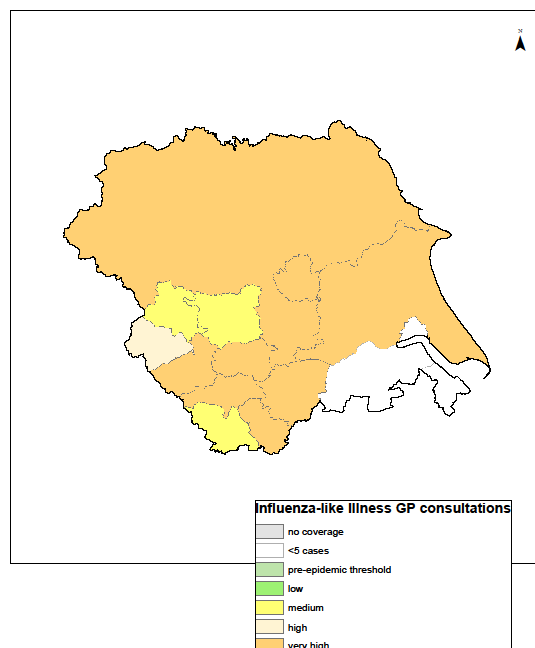 N
Influenza-like Illness GP consultations
no coverage
<5 cases
pre-epidemic threshold
low
medium
high
very high